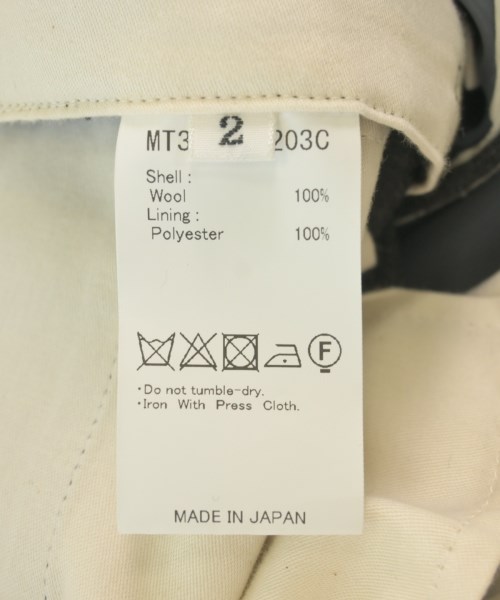 MT3 2 203C
Shell :
Wool 100%
Lining :
Polyester 100%
F
・Do not tumble-dry.
・Iron With Press Cloth.
MADE IN JAPAN